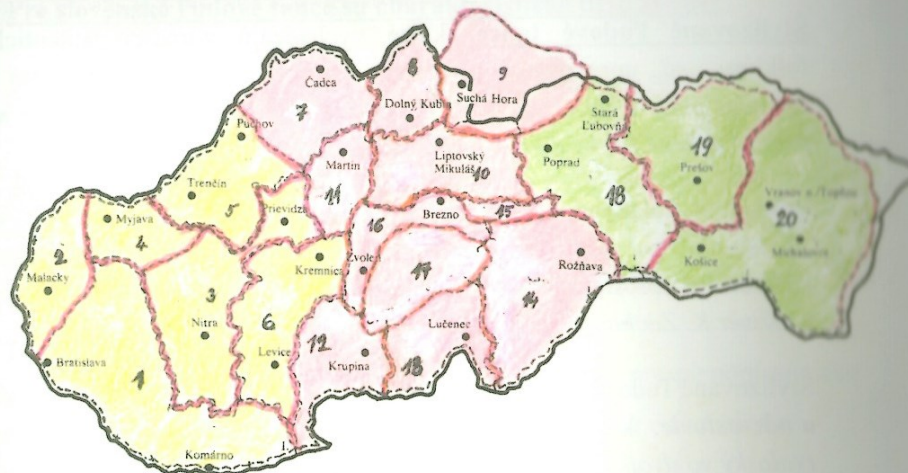 8
9
Čadca
7
Suchá Hora
Dolný Kubín
Stará
Ľubovňa
Púchov
19
Martin
Liptovský
Mikuláš
10
Poprad
Prešov
Trenčín
11
18
Vranov n./Topľou
5
Prievidza
Brezno
15
20
Myjava
16
4
Michalovce
2
Košice
Kremnica
Zvolen
17
Rožňava
Malacky
3
14
Nitra
6
Lučenec
12
Bratislava
Levice
Krupina
13
1
Komárno